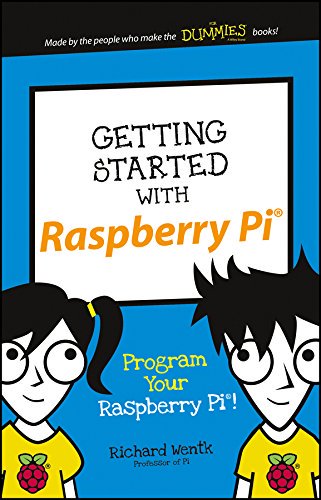 Made by the people who make the FOR DUMMIES books!
GETTING
STARTED
WITH
Raspberry Pi®
Program
Your
Raspberry Pi®!
Richard Wentk
Professor of Pi